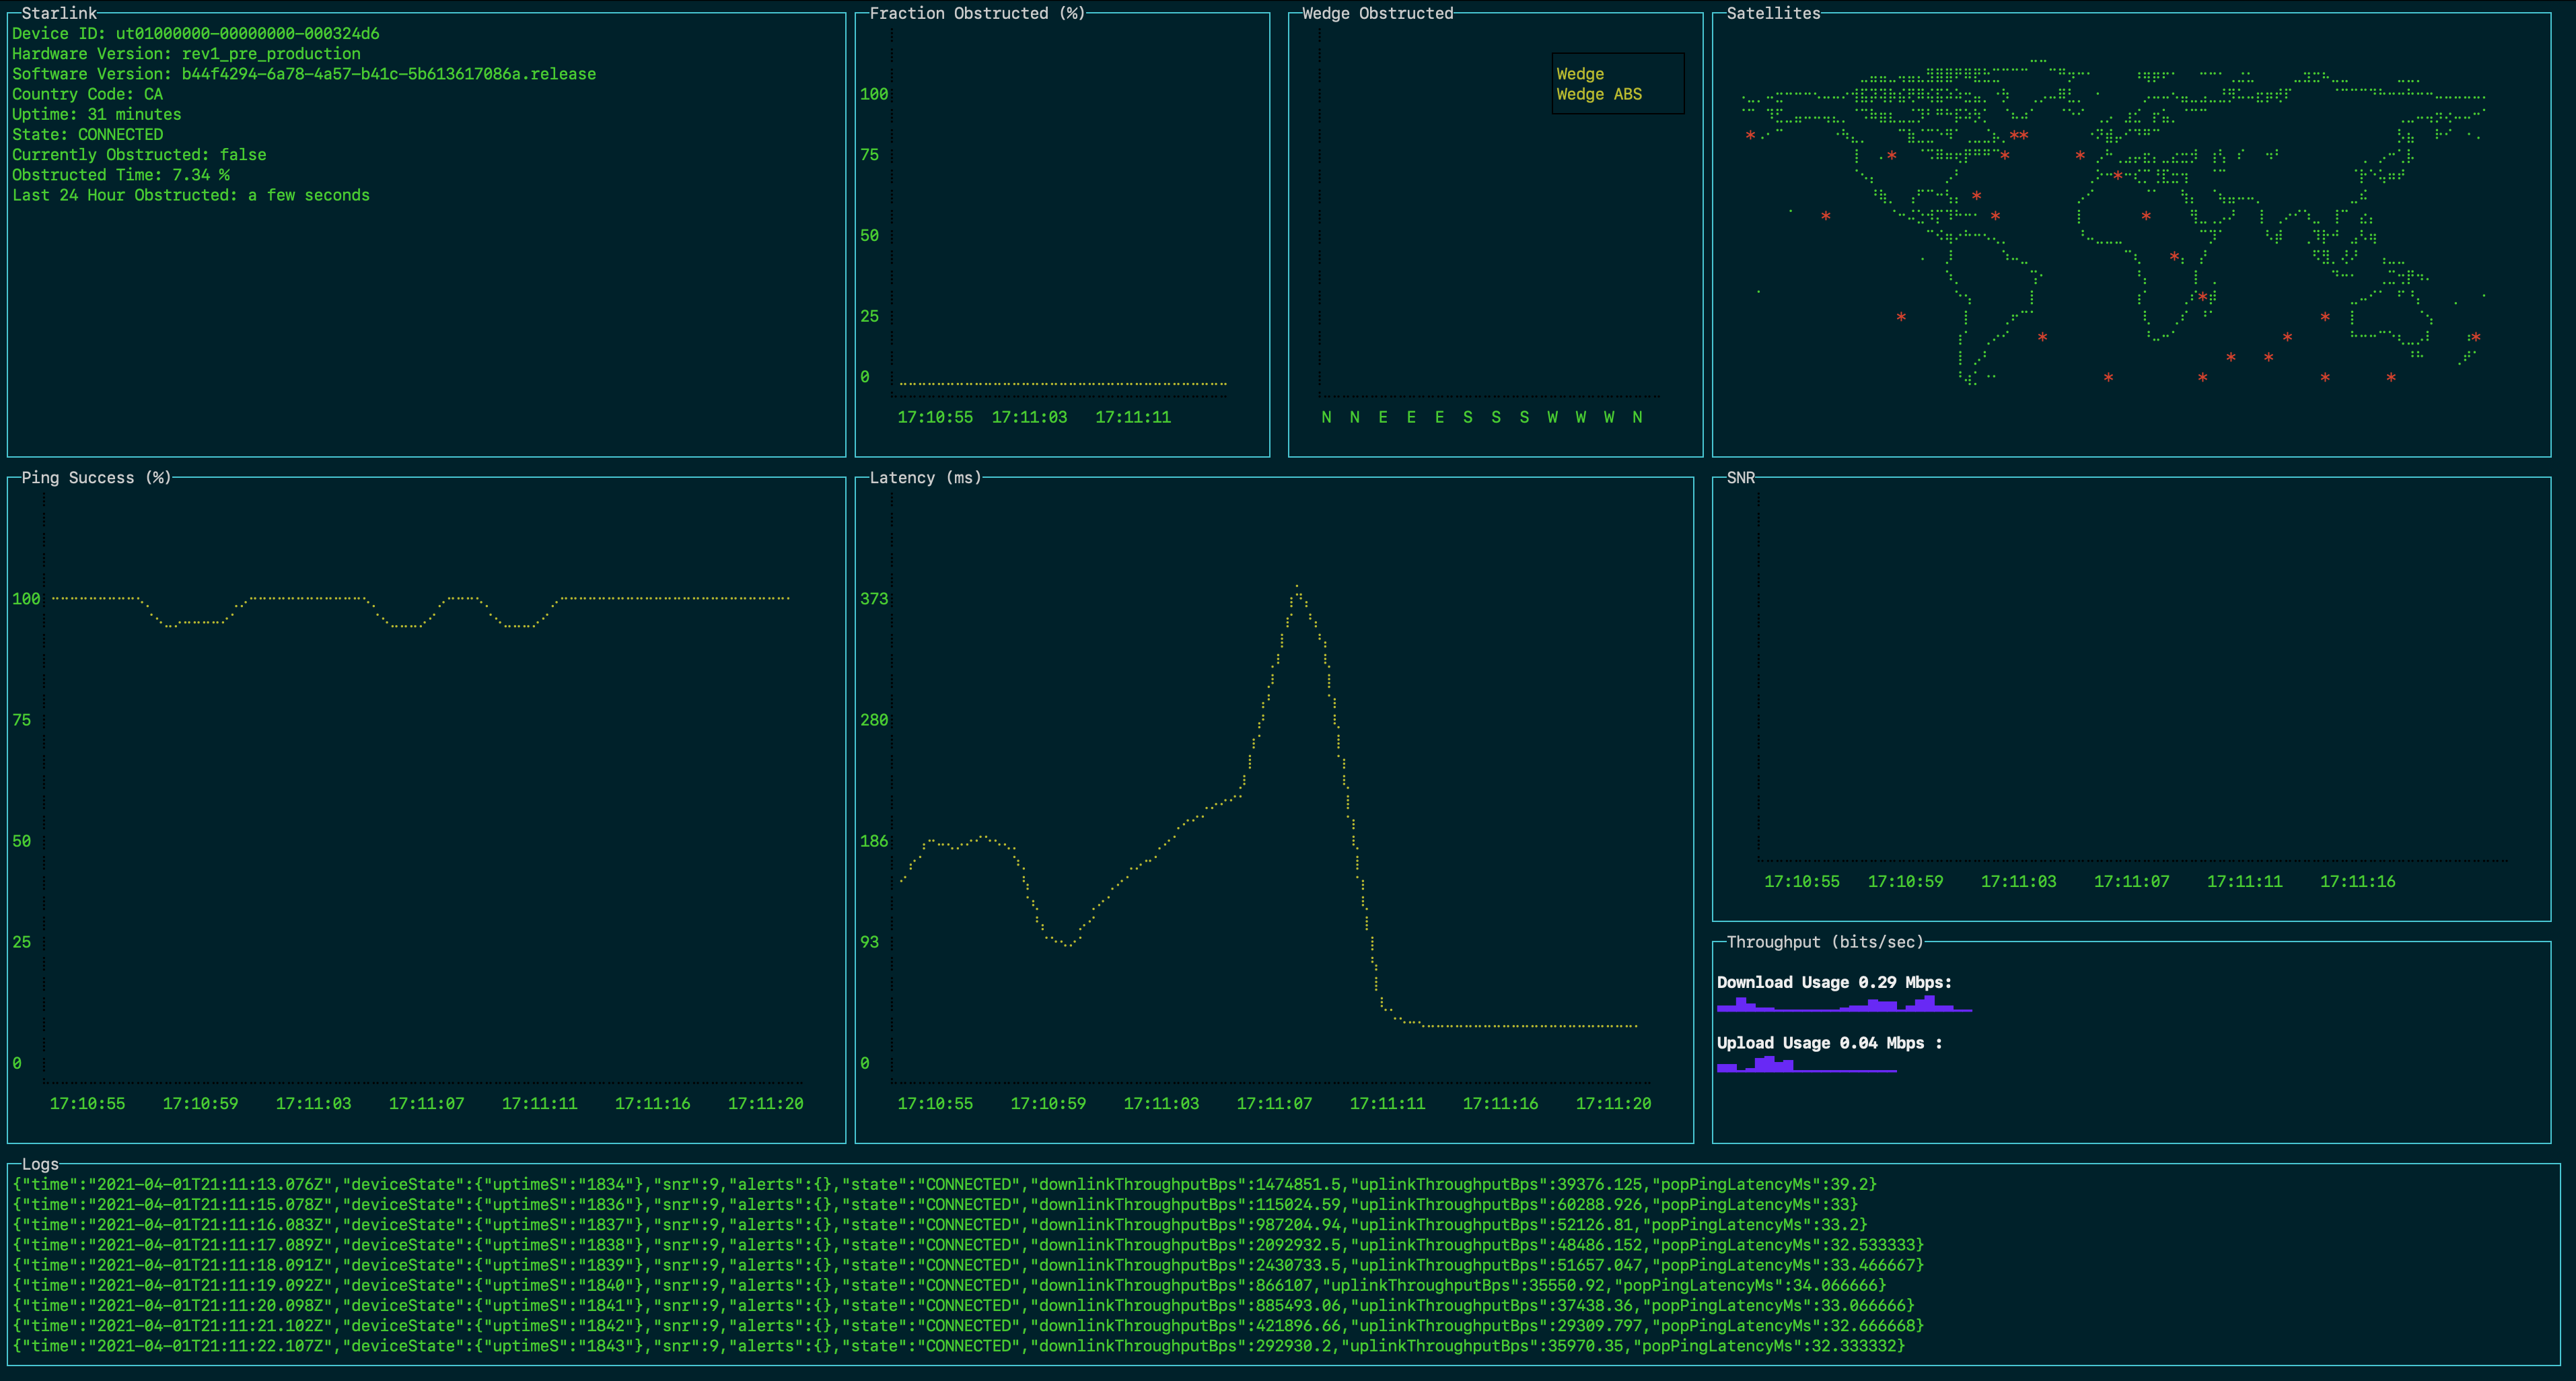 Starlink
Device ID: ut01000000-00000000-000324d6
Hardware Version: rev1_pre_production
Software Version: b44f4294-6a78-4a57-b41c-5b613617086a.release
Country Code: CA
Uptime: 31 minutes
State: CONNECTED
Currently Obstructed: false
Obstructed Time: 7.34 %
Last 24 Hour Obstructed: a few seconds
Fraction Obstructed (%)
100
75
50
25
0
17:10:55 17:11:03 17:11:11
Wedge Obstructed
Wedge
Wedge ABS
N N E E E S S S W W W N
Satellites
Ping Success (%)
100
75
50
25
0
17:10:55 17:10:59 17:11:03 17:11:07 17:11:11 17:11:16 17:11:20
Latency (ms)
373
280
186
93
0
17:10:55 17:10:59 17:11:03 17:11:07 17:11:11 17:11:16 17:11:20
SNR
17:10:55 17:10:59 17:11:03 17:11:07 17:11:11 17:11:16
Throughput (bits/sec)
Download Usage 0.29 Mbps:
Upload Usage 0.04 Mbps :
Logs
{"time":"2021-04-01T21:11:13.076Z","deviceState":{"uptimeS":"1834"},"snr":9,"alerts":{},"state":"CONNECTED","downlinkThroughputBps":1474851.5,"uplinkThroughputBps":39376.125,"popPingLatencyMs":39.2}
{"time":"2021-04-01T21:11:15.078Z","deviceState":{"uptimeS":"1836"},"snr":9,"alerts":{},"state":"CONNECTED","downlinkThroughputBps":115024.59,"uplinkThroughputBps":60288.926,"popPingLatencyMs":33}
{"time":"2021-04-01T21:11:16.083Z","deviceState":{"uptimeS":"1837"},"snr":9,"alerts":{},"state":"CONNECTED","downlinkThroughputBps":987204.94,"uplinkThroughputBps":52126.81,"popPingLatencyMs":33.2}
{"time":"2021-04-01T21:11:17.089Z","deviceState":{"uptimeS":"1838"},"snr":9,"alerts":{},"state":"CONNECTED","downlinkThroughputBps":2092932.5,"uplinkThroughputBps":48486.152,"popPingLatencyMs":32.533333}
{"time":"2021-04-01T21:11:18.091Z","deviceState":{"uptimeS":"1839"},"snr":9,"alerts":{},"state":"CONNECTED","downlinkThroughputBps":2430733.5,"uplinkThroughputBps":51657.047,"popPingLatencyMs":33.466667}
{"time":"2021-04-01T21:11:19.092Z","deviceState":{"uptimeS":"1840"},"snr":9,"alerts":{},"state":"CONNECTED","downlinkThroughputBps":866107,"uplinkThroughputBps":35550.92,"popPingLatencyMs":34.066666}
{"time":"2021-04-01T21:11:20.098Z","deviceState":{"uptimeS":"1841"},"snr":9,"alerts":{},"state":"CONNECTED","downlinkThroughputBps":885493.06,"uplinkThroughputBps":37438.36,"popPingLatencyMs":33.066666}
{"time":"2021-04-01T21:11:21.102Z","deviceState":{"uptimeS":"1842"},"snr":9,"alerts":{},"state":"CONNECTED","downlinkThroughputBps":421896.66,"uplinkThroughputBps":29309.797,"popPingLatencyMs":32.666668}
{"time":"2021-04-01T21:11:22.107Z","deviceState":{"uptimeS":"1843"},"snr":9,"alerts":{},"state":"CONNECTED","downlinkThroughputBps":292930.2,"uplinkThroughputBps":35970.35,"popPingLatencyMs":32.333332}